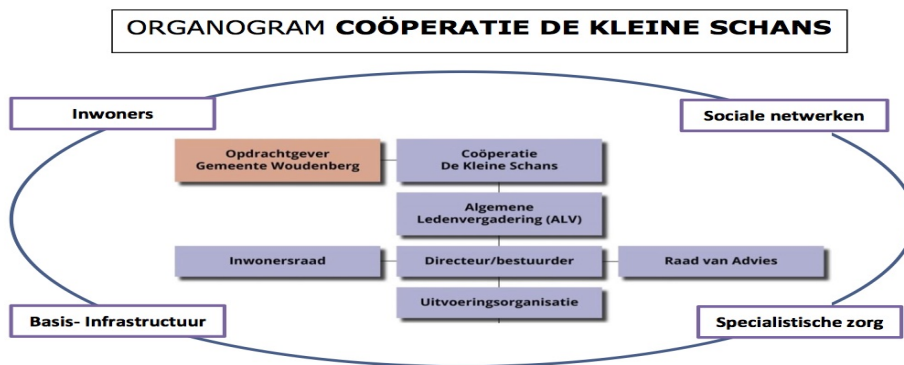 ORGANOGRAM COÖPERATIE DE KLEINE SCHANS
Inwoners
Sociale netwerken
Opdrachtgever
Gemeente Woudenberg
Coöperatie
De Kleine Schans
Algemene
Ledenvergadering (ALV)
Inwonersraad
Directeur/bestuurder
Raad van Advies
Uitvoeringsorganisatie
Basis- Infrastructuur
Specialistische zorg